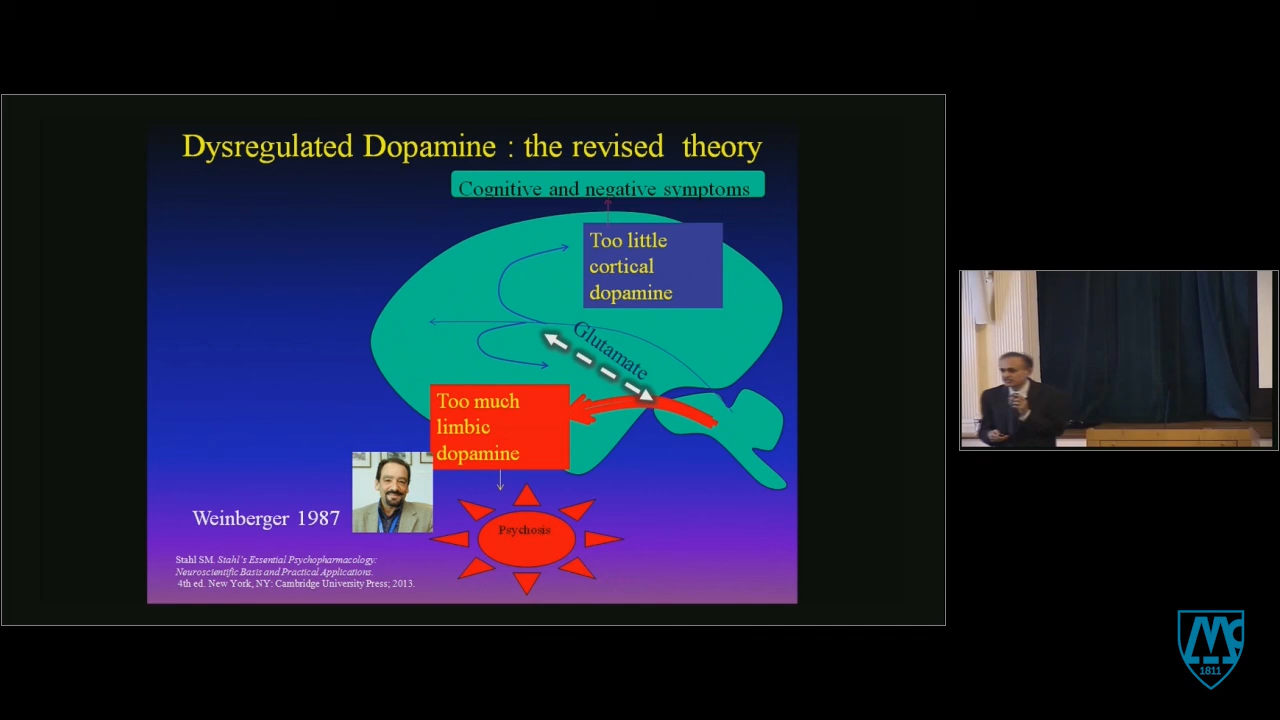 Dysregulated Dopamine : the revised theory
Cognitive and negative symptoms
Too little
cortical
dopamine
Glutamate
Too much
limbic
dopamine
Psychosis
Weinberger 1987
Stahl SM. Stahl's Essential Psychopharmacology:
Neuroscientific Basis and Practical Applications.
4th ed. New York, NY: Cambridge University Press; 2013.
Mc
1811